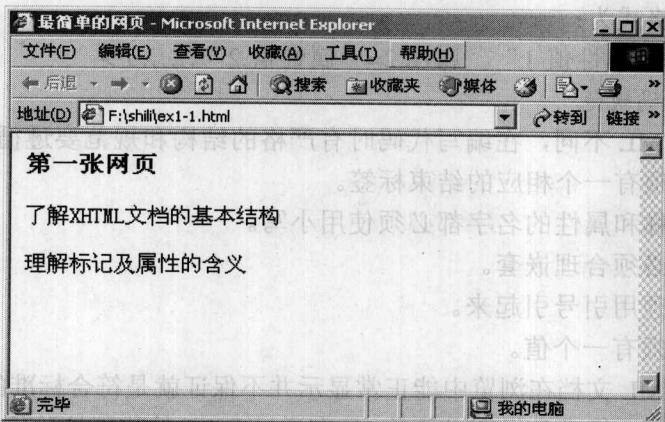 最简单的网页 - Microsoft Internet Explorer
文件(F) 编辑(E) 查看(V) 收藏(A) 工具(T) 帮助(H)
后退 搜索 收藏夹 媒体 »
地址(D) F:\shili\ex1-1.html 转到 链接 »
第一张网页
了解XHTML文档的基本结构
理解标记及属性的含义
完毕 我的电脑